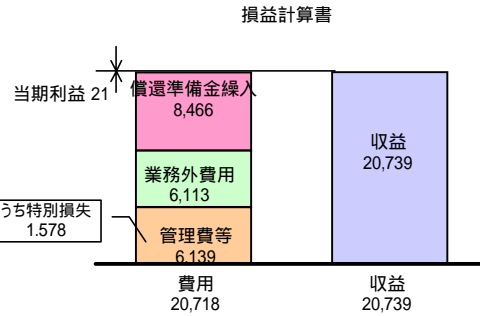 損益計算書
当期利益 21
償還準備金繰入
8,466
業務外費用
6,113
うち特別損失
1.578
管理費等
6,139
収益
20,739
費用
20,718
収益
20,739